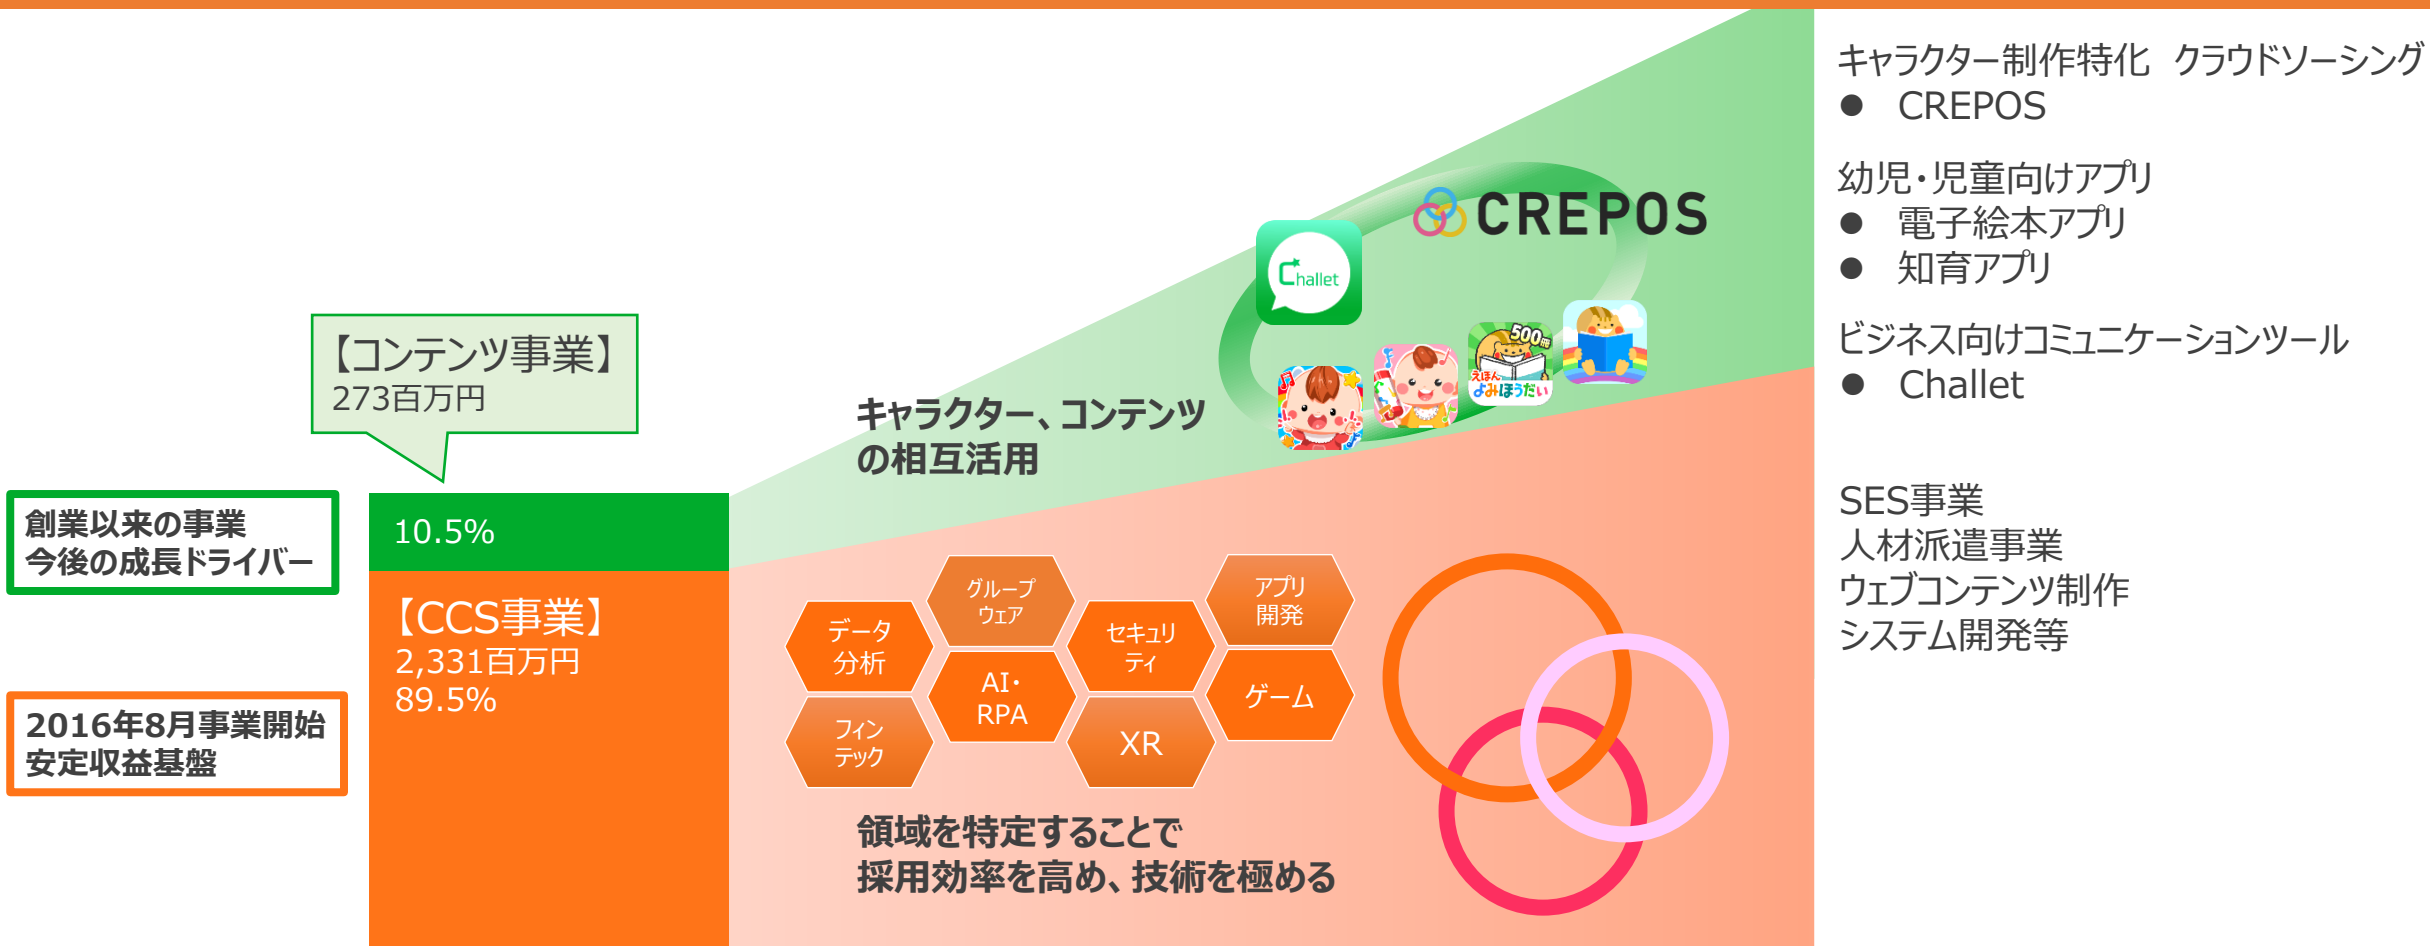 【コンテンツ事業】
273百万円
創業以来の事業
今後の成長ドライバー
10.5%
【CCS事業】
2,331百万円
89.5%
2016年8月事業開始
安定収益基盤
キャラクター、コンテンツ
の相互活用
Challet
CREPOS
500冊
えほん
よみほうだい
データ
分析
グループ
ウェア
セキュリ
ティ
アプリ
開発
フィン
テック
AI・
RPA
XR
ゲーム
領域を特定することで
採用効率を高め、技術を極める
キャラクター制作特化 クラウドソーシング
● CREPOS
幼児・児童向けアプリ
● 電子絵本アプリ
● 知育アプリ
ビジネス向けコミュニケーションツール
● Challet
SES事業
人材派遣事業
ウェブコンテンツ制作
システム開発等